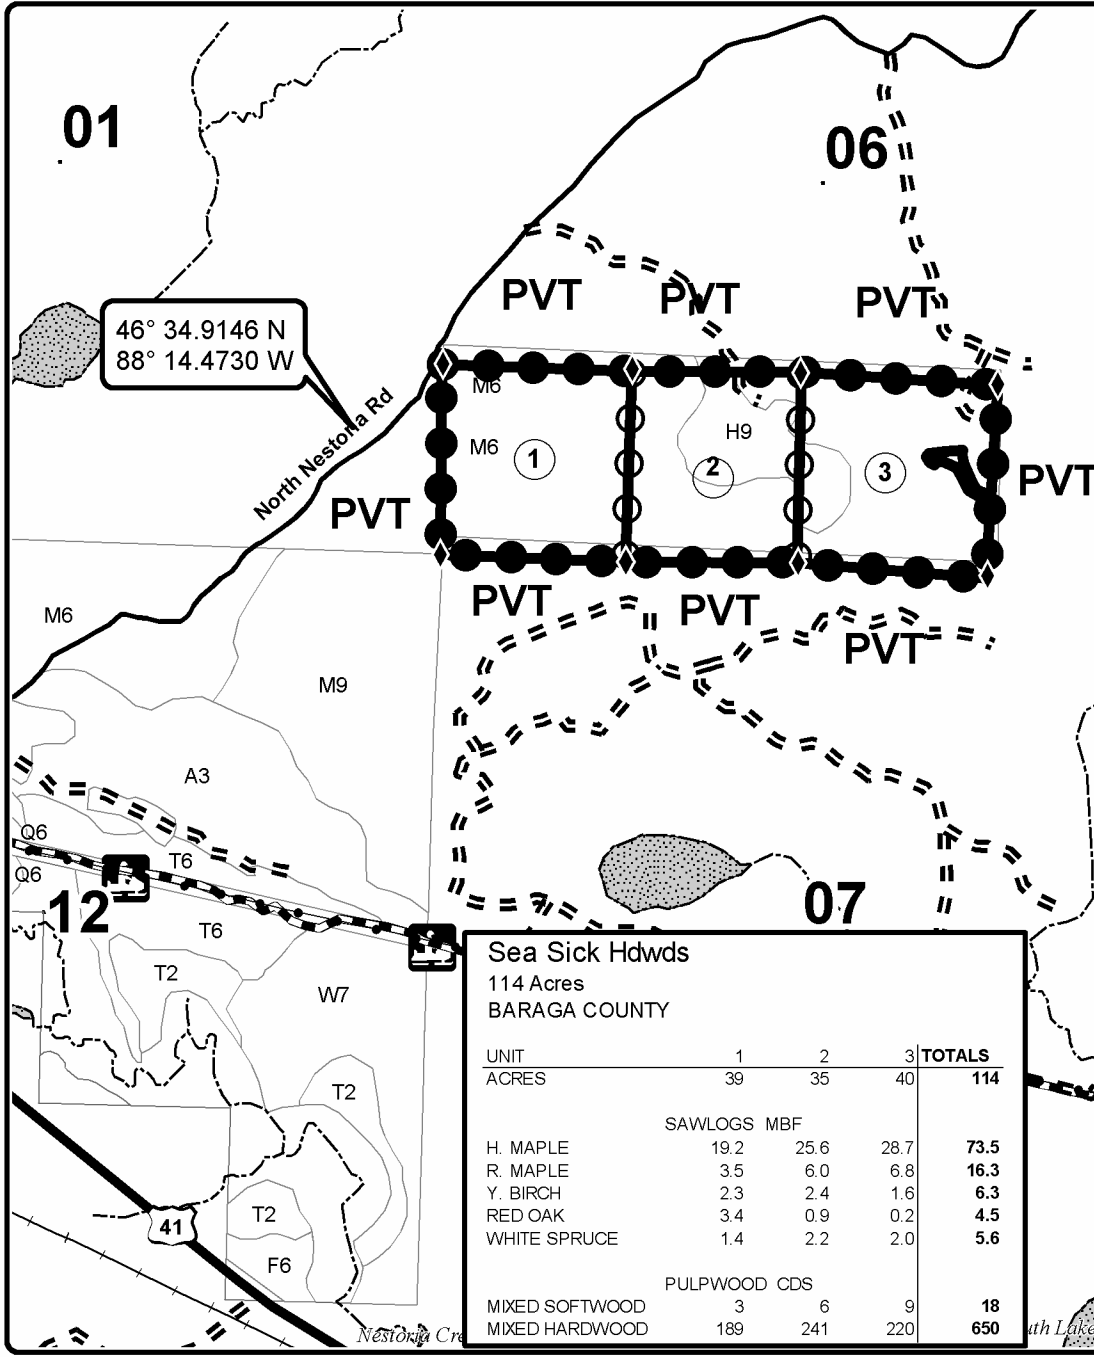 01
06
46° 34.9146 N
88° 14.4730 W
PVT
PVT
PVT
North Nestoria Rd
M6
M6
1
H9
2
3
PVT
PVT
PVT
PVT
PVT
M6
M9
A3
Q6
Q6
T6
12
T6
T2
W7
07
T2
T2
F6
41
Nestoria Cre
uth Lake
Sea Sick Hdwds
114 Acres
BARAGA COUNTY
UNIT 1 2 3 TOTALS
ACRES 39 35 40 114
SAWLOGS MBF
H. MAPLE 19.2 25.6 28.7 73.5
R. MAPLE 3.5 6.0 6.8 16.3
Y. BIRCH 2.3 2.4 1.6 6.3
RED OAK 3.4 0.9 0.2 4.5
WHITE SPRUCE 1.4 2.2 2.0 5.6
PULPWOOD CDS
MIXED SOFTWOOD 3 6 9 18
MIXED HARDWOOD 189 241 220 650